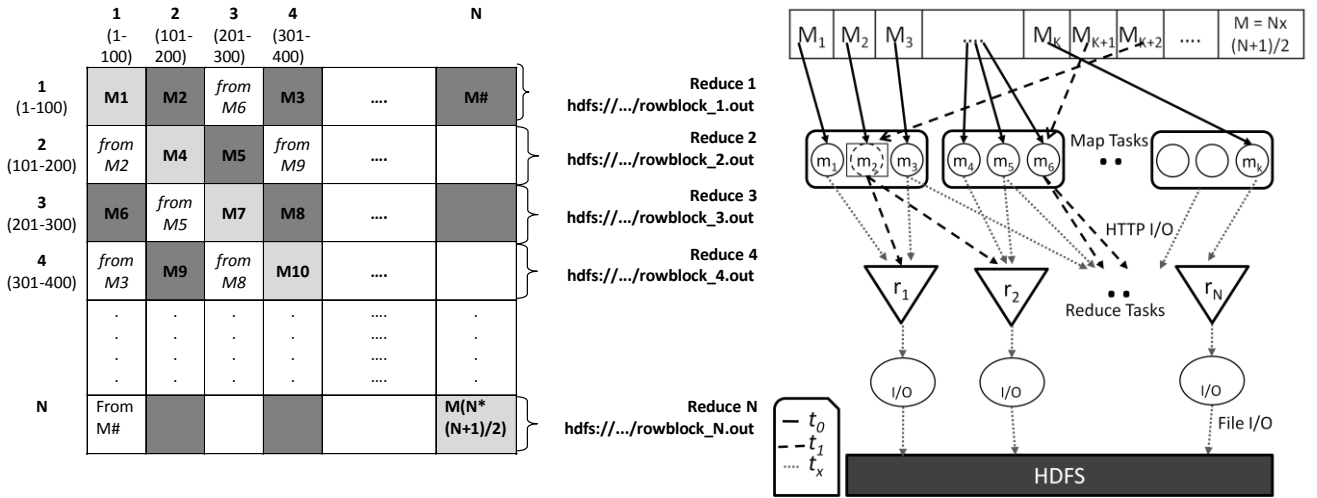 1 2 3 4 N
(1-100) (101-200) (201-300) (301-400)
1 (1-100) M1 M2 from M6 M3 .... M# Reduce 1 hdfs://.../rowblock_1.out
2 (101-200) from M2 M4 M5 from M9 .... Reduce 2 hdfs://.../rowblock_2.out
3 (201-300) M6 from M5 M7 M8 .... Reduce 3 hdfs://.../rowblock_3.out
4 (301-400) from M3 M9 from M8 M10 .... Reduce 4 hdfs://.../rowblock_4.out
. . . . .... .
. . . . .... .
. . . . .... .
. . . . .... .
N From M# M(N*(N+1)/2) Reduce N hdfs://.../rowblock_N.out
M1 M2 M3 .... MK MK+1 MK+2 .... M = Nx (N+1)/2
m1 m2 m3 m4 m5 m6 Map Tasks mk
HTTP I/O
r1 r2 Reduce Tasks rN
I/O I/O I/O
File I/O
t0
t1
tx
HDFS